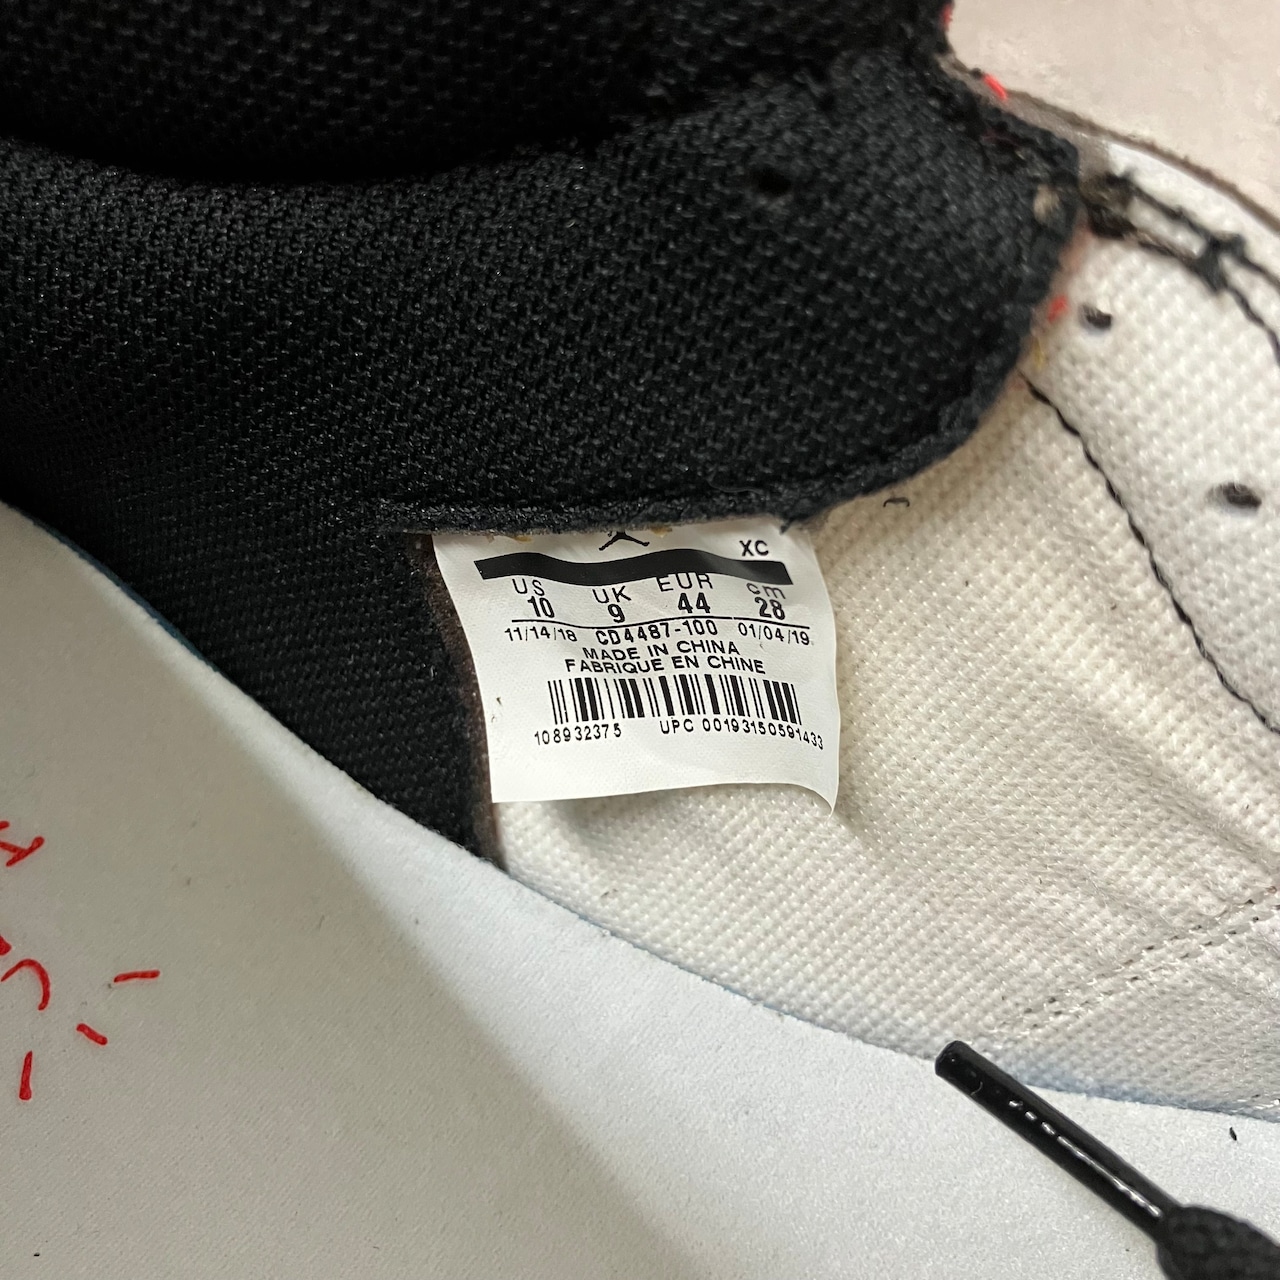 XC
US UK EUR cm
10 9 44 28
11/14/18 CD4487-100 01/04/19
MADE IN CHINA
FABRIQUE EN CHINE
108932375 UPC 00193150591433